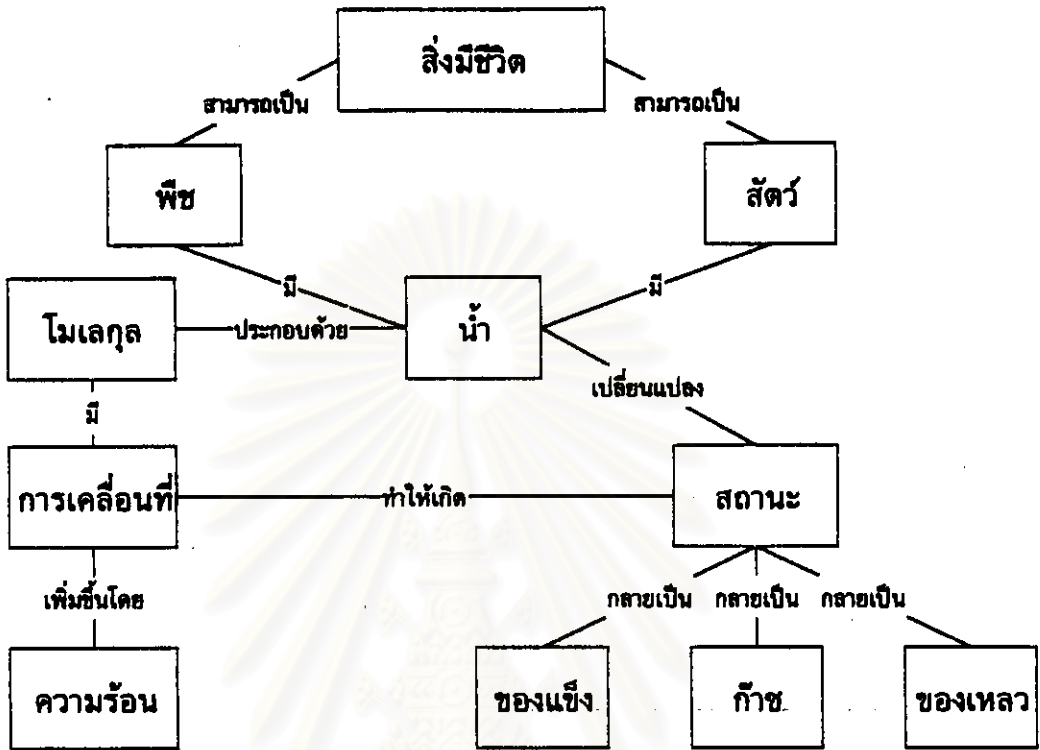 สิ่งมีชีวิต
สามารถเป็น สามารถเป็น
พืช สัตว์
มี มี
โมเลกุล ประกอบด้วย น้ำ
เปลี่ยนแปลง
มี
การเคลื่อนที่ ทำให้เกิด สถานะ
เพิ่มขึ้นโดย กลายเป็น กลายเป็น กลายเป็น
ความร้อน ของแข็ง ก๊าซ ของเหลว